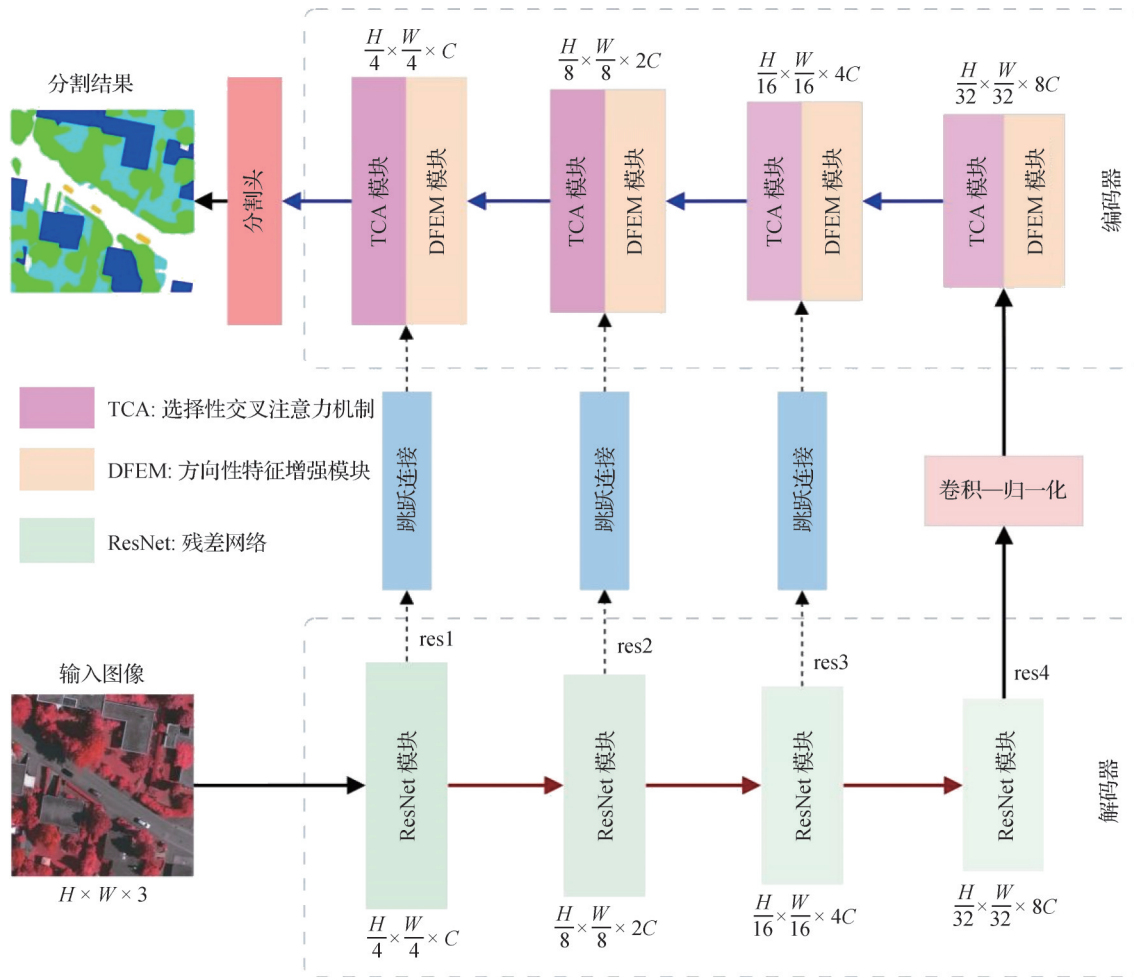 分割结果
分割头
H/4 × W/4 × C
TCA 模块
DFEM 模块
H/8 × W/8 × 2C
TCA 模块
DFEM 模块
H/16 × W/16 × 4C
TCA 模块
DFEM 模块
H/32 × W/32 × 8C
TCA 模块
DFEM 模块
编码器
TCA: 选择性交叉注意力机制
DFEM: 方向性特征增强模块
ResNet: 残差网络
跳跃连接
跳跃连接
跳跃连接
卷积—归一化
res1
res2
res3
res4
输入图像
H × W × 3
ResNet 模块
H/4 × W/4 × C
ResNet 模块
H/8 × W/8 × 2C
ResNet 模块
H/16 × W/16 × 4C
ResNet 模块
H/32 × W/32 × 8C
解码器